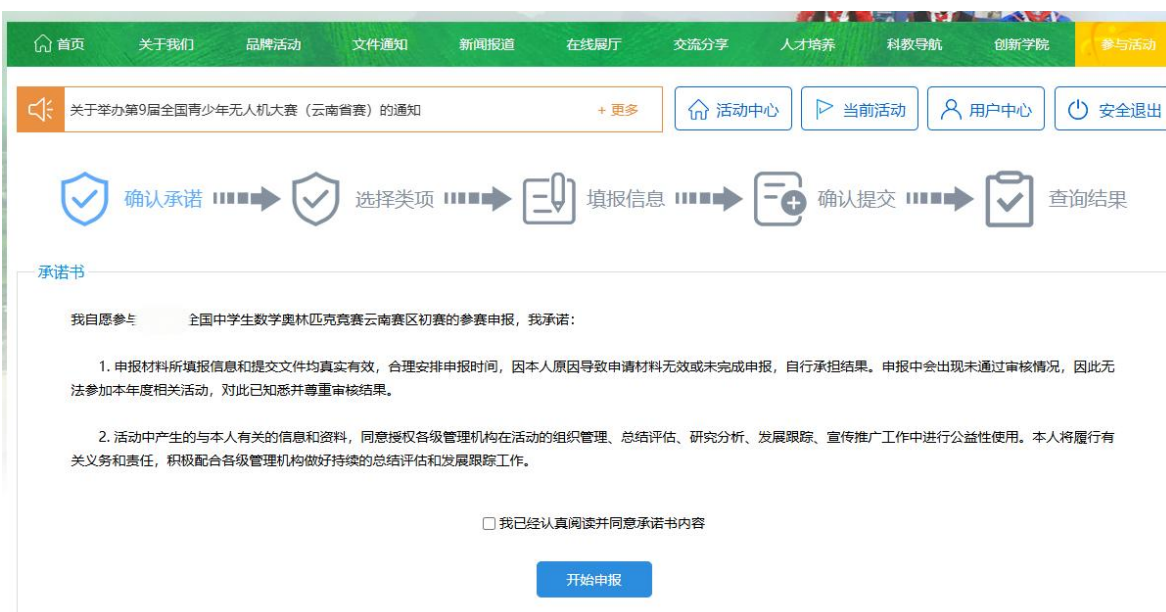 首页 关于我们 品牌活动 文件通知 新闻报道 在线展厅 交流分享 人才培养 科教导航 创新学院 参与活动
关于举办第9届全国青少年无人机大赛（云南省赛）的通知 + 更多 活动中心 当前活动 用户中心 安全退出
确认承诺 选择类项 填报信息 确认提交 查询结果
承诺书
我自愿参与 全国中学生数学奥林匹克竞赛云南赛区初赛的参赛申报，我承诺：
1. 申报材料所填报信息和提交文件均真实有效，合理安排申报时间，因本人原因导致申请材料无效或未完成申报，自行承担结果。申报中会出现未通过审核情况，因此无
法参加本年度相关活动，对此已知悉并尊重审核结果。
2. 活动中产生的与本人有关的信息和资料，同意授权各级管理机构在活动的组织管理、总结评估、研究分析、发展跟踪、宣传推广工作中进行公益性使用。本人将履行有
关义务和责任，积极配合各级管理机构做好持续的总结评估和发展跟踪工作。
我已经认真阅读并同意承诺书内容
开始申报